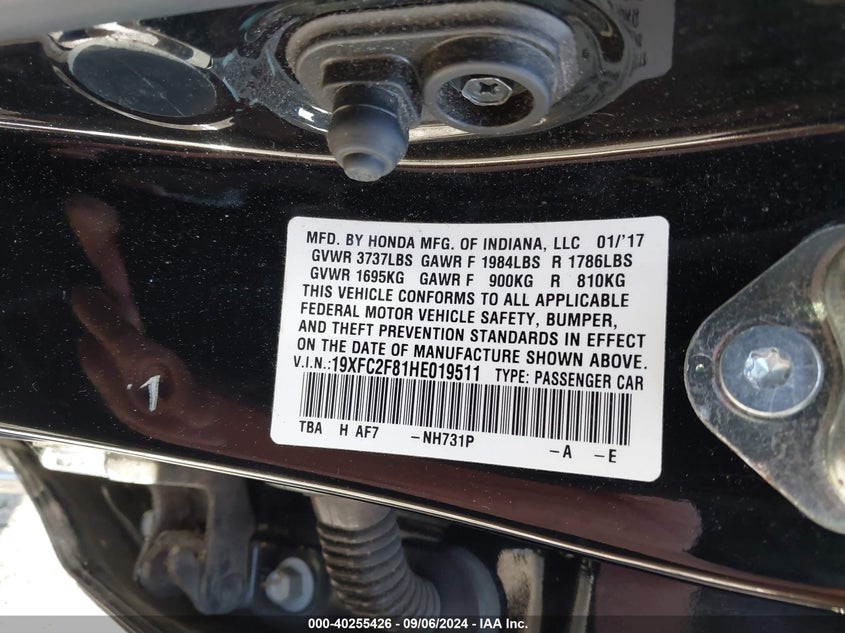 MFD. BY HONDA MFG. OF INDIANA, LLC 01/'17
GVWR 3737LBS GAWR F 1984LBS R 1786LBS
GVWR 1695KG GAWR F 900KG R 810KG
THIS VEHICLE CONFORMS TO ALL APPLICABLE
FEDERAL MOTOR VEHICLE SAFETY, BUMPER,
AND THEFT PREVENTION STANDARDS IN EFFECT
ON THE DATE OF MANUFACTURE SHOWN ABOVE.
V.I.N.:19XFC2F81HE019511 TYPE: PASSENGER CAR
TBA H AF7 -NH731P
-A -E
000-40255426 - 09/06/2024 - IAA Inc.